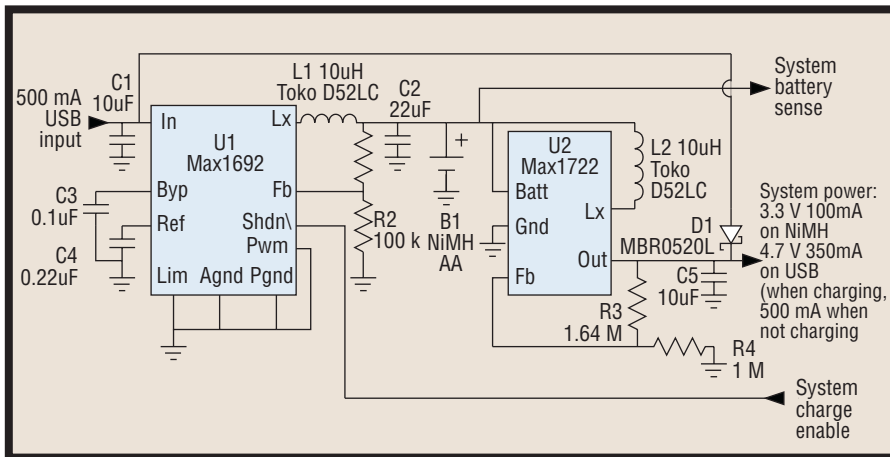 500 mA
USB
input
C1
10uF
In
U1
Max1692
Lx
Byp
Fb
Ref
Shdn\
Pwm
Lim
Agnd
Pgnd
C3
0.1uF
C4
0.22uF
L1 10uH
Toko D52LC
C2
22uF
R2
100 k
+
B1
NiMH
AA
U2
Max1722
Batt
Lx
Gnd
Out
Fb
L2 10uH
Toko
D52LC
D1
MBR0520L
C5
10uF
R3
1.64 M
R4
1 M
System
battery
sense
System power:
3.3 V 100mA
on NiMH
4.7 V 350mA
on USB
(when charging,
500 mA when
not charging
System
charge
enable